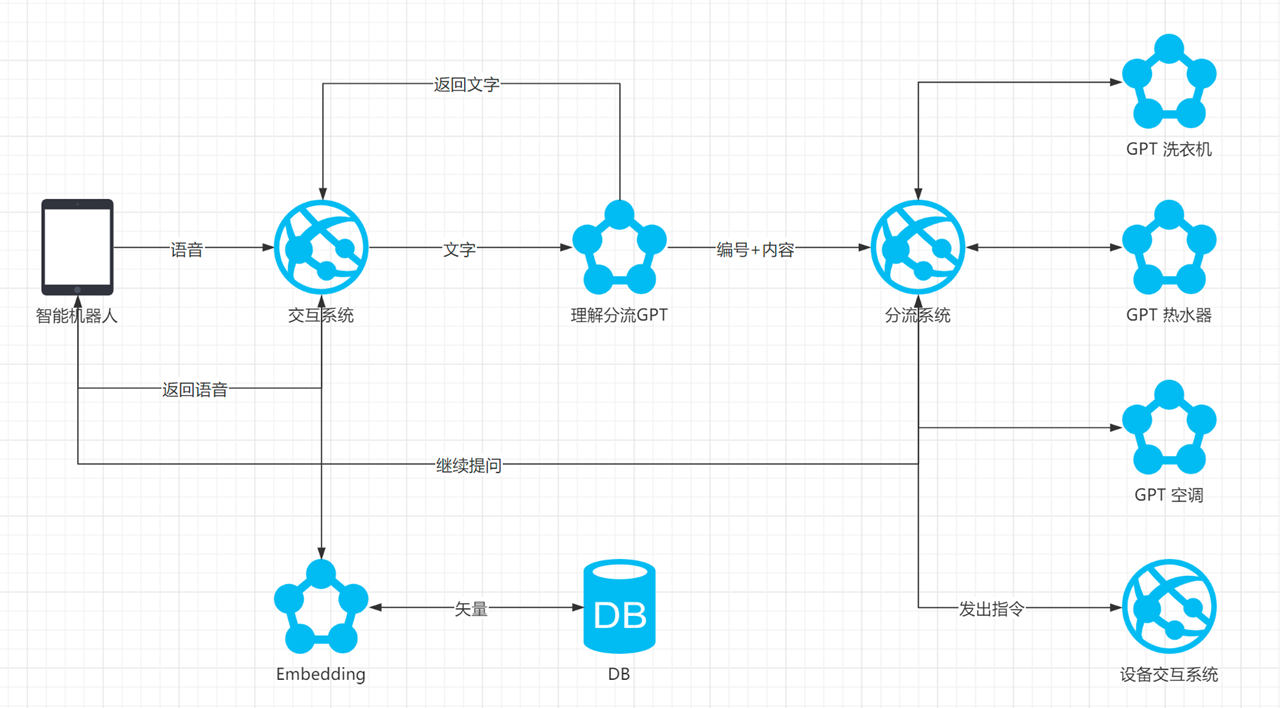 返回文字
GPT 洗衣机
语音
文字
编号+内容
智能机器人
交互系统
理解分流GPT
分流系统
GPT 热水器
返回语音
继续提问
GPT 空调
矢量
DB
发出指令
Embedding
DB
设备交互系统